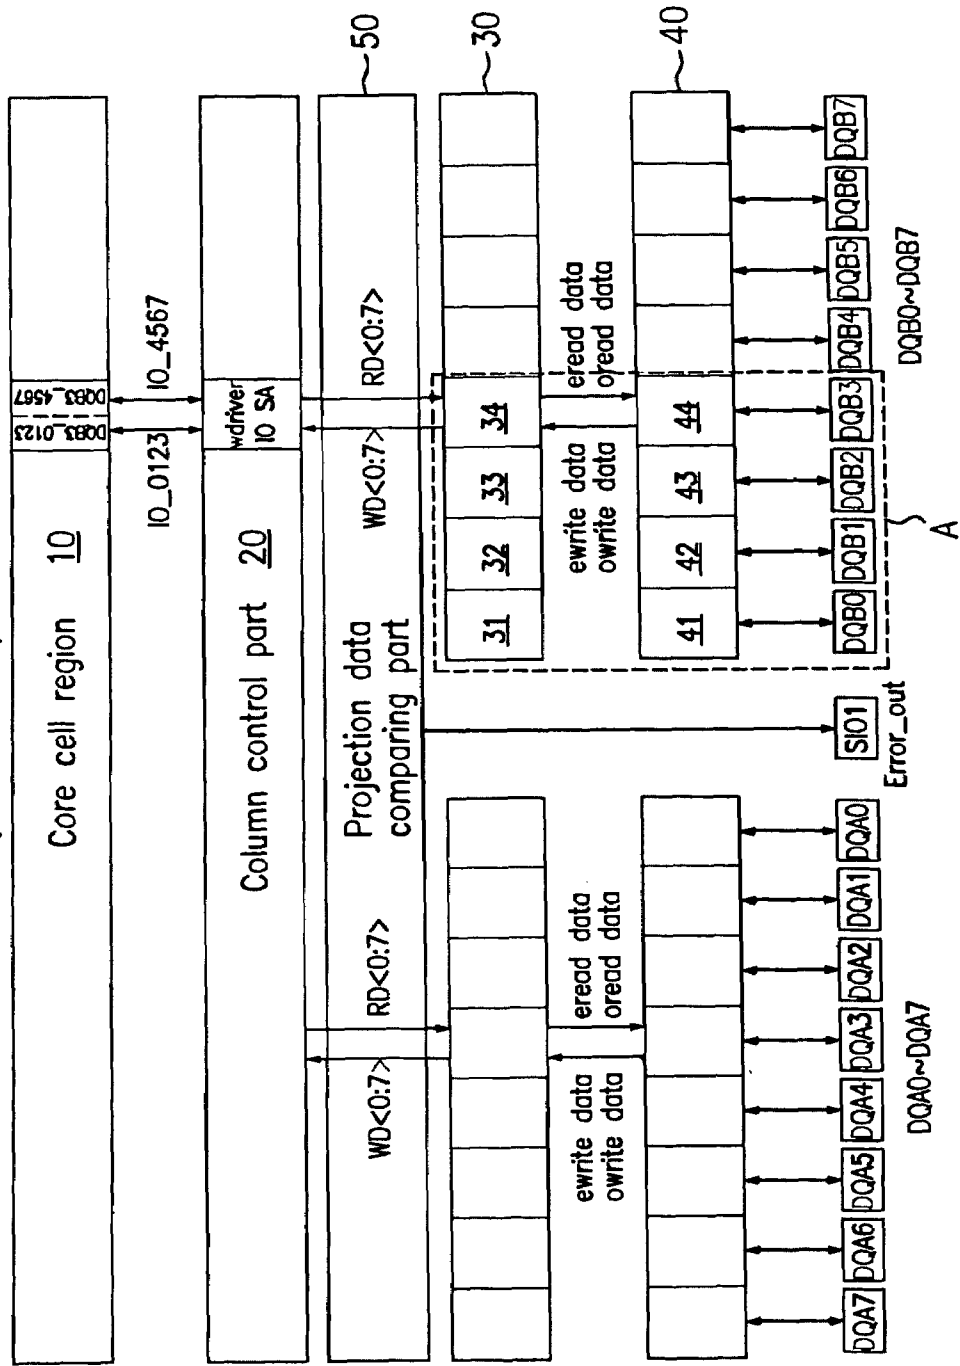 DQB3_0123
DQB3_4567
Core cell region 10
IO_0123
IO_4567
Column control part 20
wdriver
IO SA
50
WD<0:7>
RD<0:7>
Projection data
comparing part
WD<0:7>
RD<0:7>
30
31
32
33
34
ewrite data
owrite data
eread data
oread data
ewrite data
owrite data
eread data
oread data
40
41
42
43
44
DQA7
DQA6
DQA5
DQA4
DQA3
DQA2
DQA1
DQA0
SIO1
DQB0
DQB1
DQB2
DQB3
DQB4
DQB5
DQB6
DQB7
Error_out
DQA0~DQA7
A
DQB0~DQB7